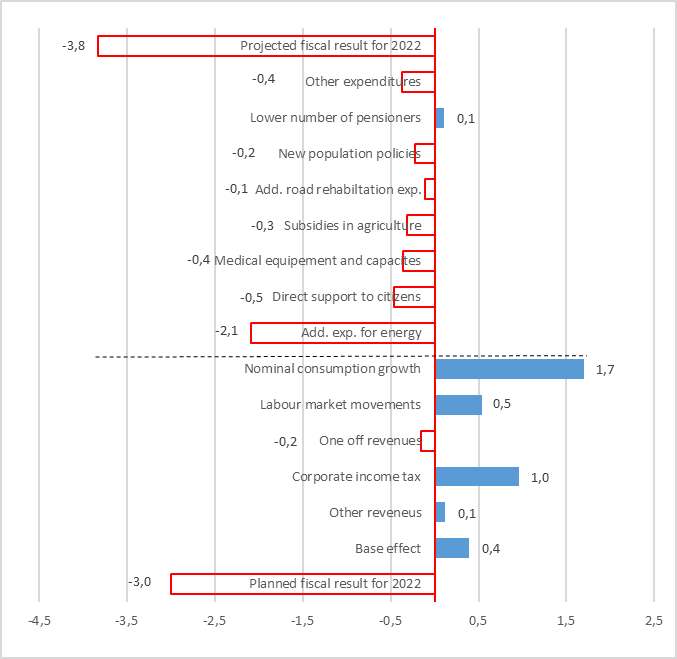 -3,8 Projected fiscal result for 2022
-0,4 Other expenditures
Lower number of pensioners 0,1
-0,2 New population policies
-0,1 Add. road rehabiltation exp.
-0,3 Subsidies in agriculture
-0,4 Medical equipement and capacites
-0,5 Direct support to citizens
-2,1 Add. exp. for energy
Nominal consumption growth 1,7
Labour market movements 0,5
-0,2 One off revenues
Corporate income tax 1,0
Other reveneus 0,1
Base effect 0,4
-3,0 Planned fiscal result for 2022
-4,5 -3,5 -2,5 -1,5 -0,5 0,5 1,5 2,5